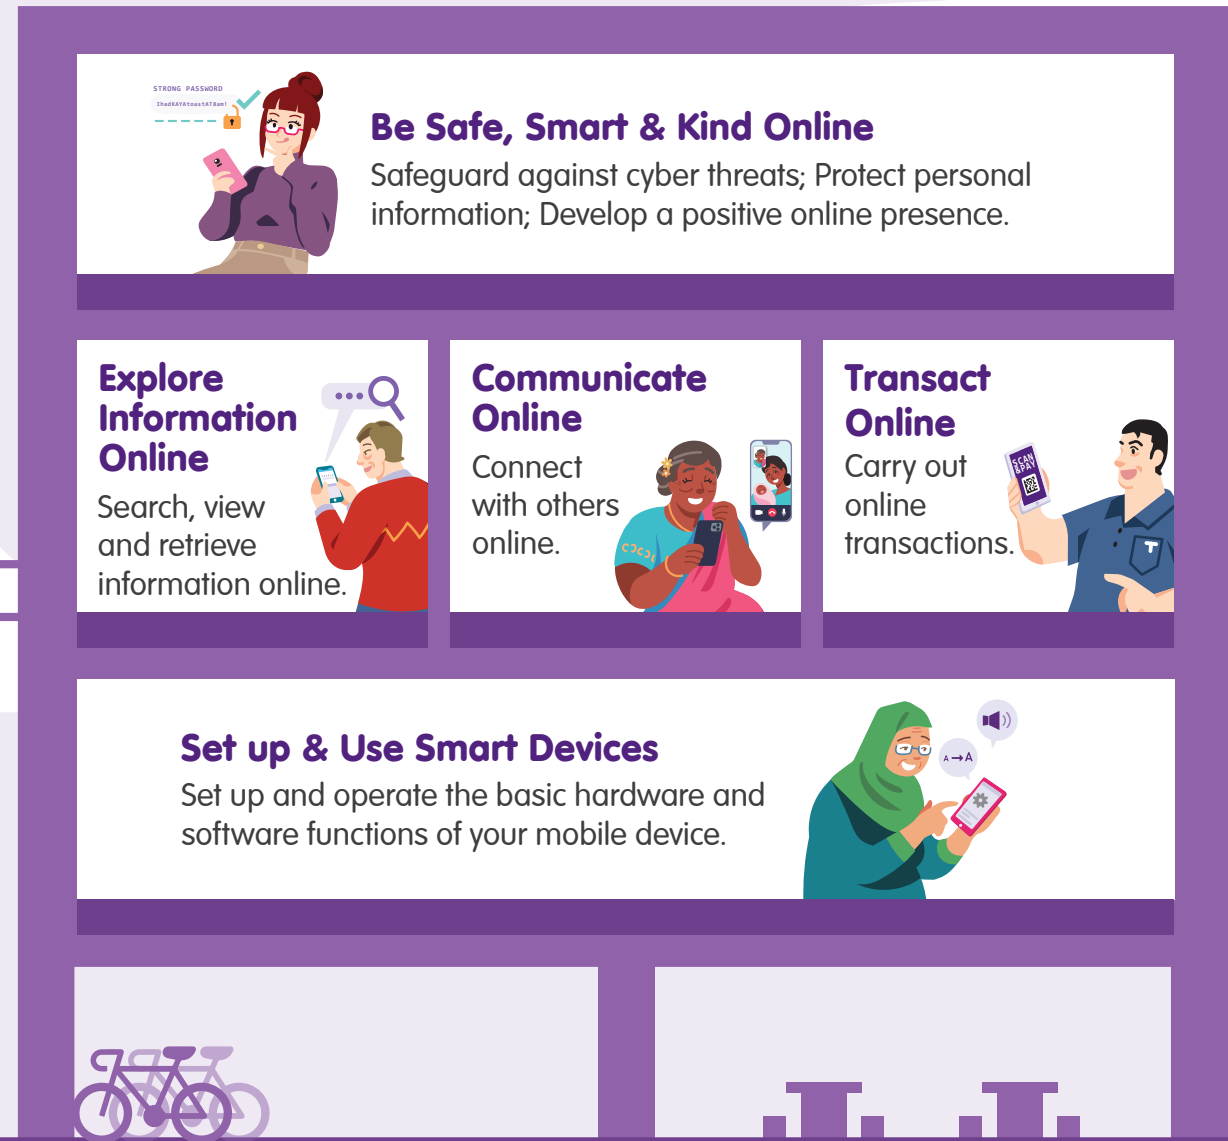 STRONG PASSWORD
IhadKAYAtoastAT8am!
Be Safe, Smart & Kind Online
Safeguard against cyber threats; Protect personal
information; Develop a positive online presence.
Explore
Information
Online
Search, view
and retrieve
information online.
Communicate
Online
Connect
with others
online.
Transact
Online
Carry out
online
transactions.
SCAN
& PAY
Set up & Use Smart Devices
Set up and operate the basic hardware and
software functions of your mobile device.
A → A